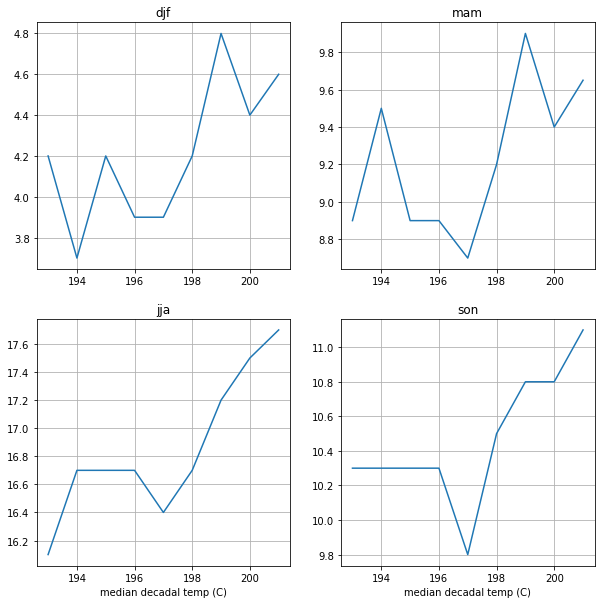 djf
4.8
4.6
4.4
4.2
4.0
3.8
194 196 198 200
mam
9.8
9.6
9.4
9.2
9.0
8.8
194 196 198 200
jja
17.6
17.4
17.2
17.0
16.8
16.6
16.4
16.2
194 196 198 200
median decadal temp (C)
son
11.0
10.8
10.6
10.4
10.2
10.0
9.8
194 196 198 200
median decadal temp (C)